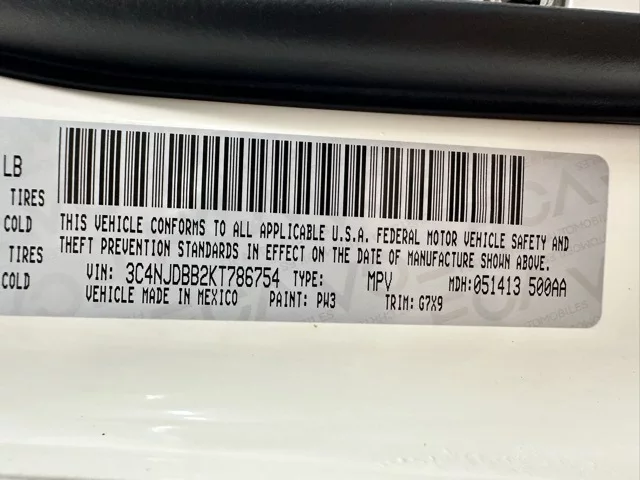 LB
TIRES
COLD
TIRES
COLD
THIS VEHICLE CONFORMS TO ALL APPLICABLE U.S.A. FEDERAL MOTOR VEHICLE SAFETY AND
THEFT PREVENTION STANDARDS IN EFFECT ON THE DATE OF MANUFACTURE SHOWN ABOVE.
VIN: 3C4NJDBB2KT786754 TYPE: MPV MDH:051413 500AA
VEHICLE MADE IN MEXICO PAINT: PW3 TRIM: G7X9